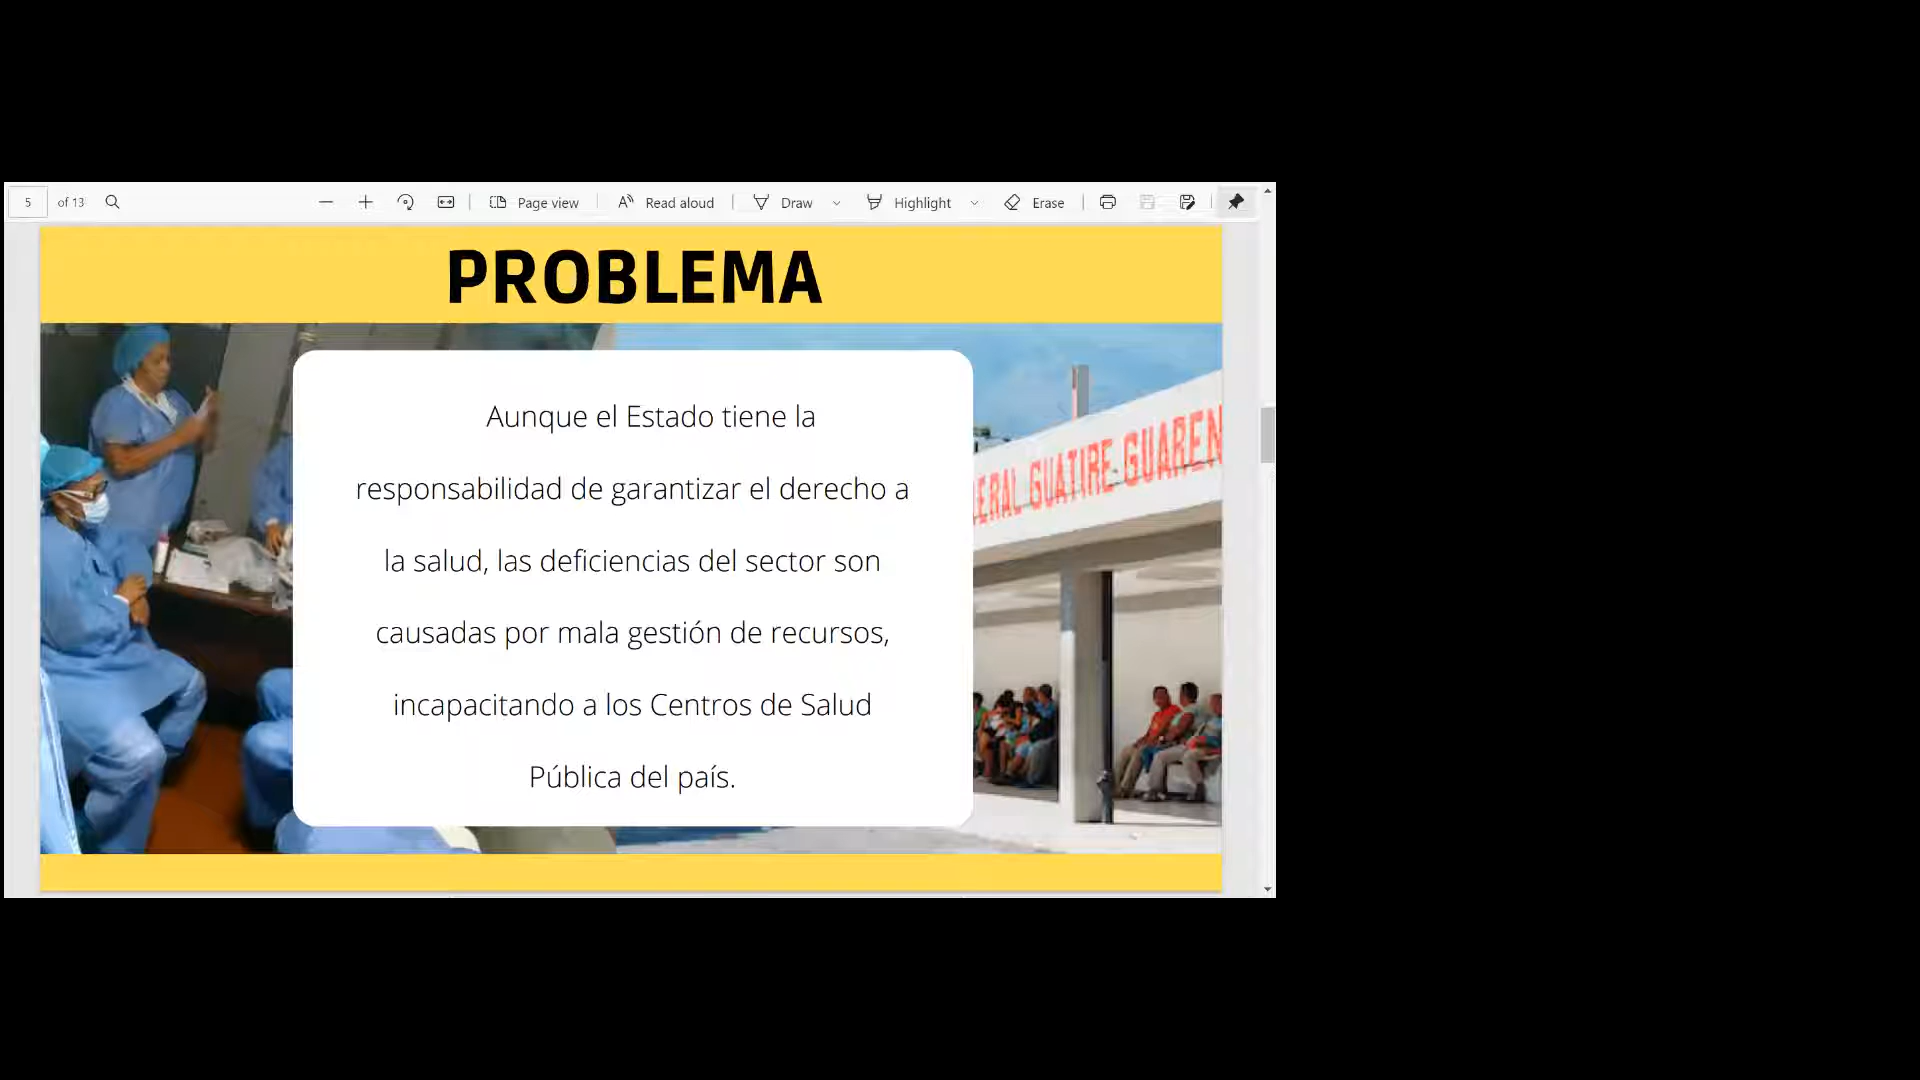 5 of 13 Page view Read aloud Draw Highlight Erase
PROBLEMA
Aunque el Estado tiene la
responsabilidad de garantizar el derecho a
la salud, las deficiencias del sector son
causadas por mala gestión de recursos,
incapacitando a los Centros de Salud
Pública del país.
GUATIRE